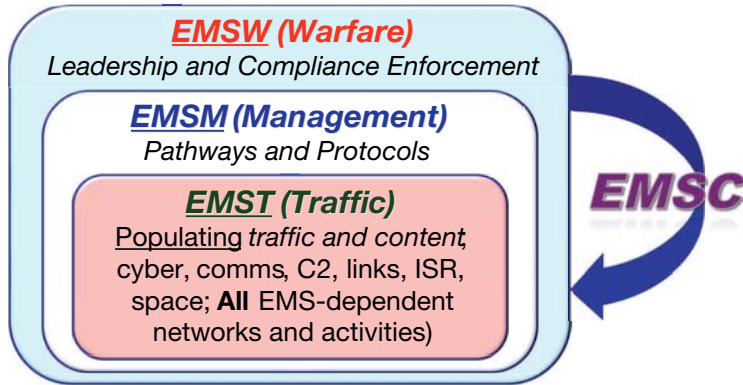 EMSW (Warfare)
Leadership and Compliance Enforcement
EMSM (Management)
Pathways and Protocols
EMSC
EMST (Traffic)
Populating traffic and content;
cyber, comms, C2, links, ISR,
space; All EMS-dependent
networks and activities)